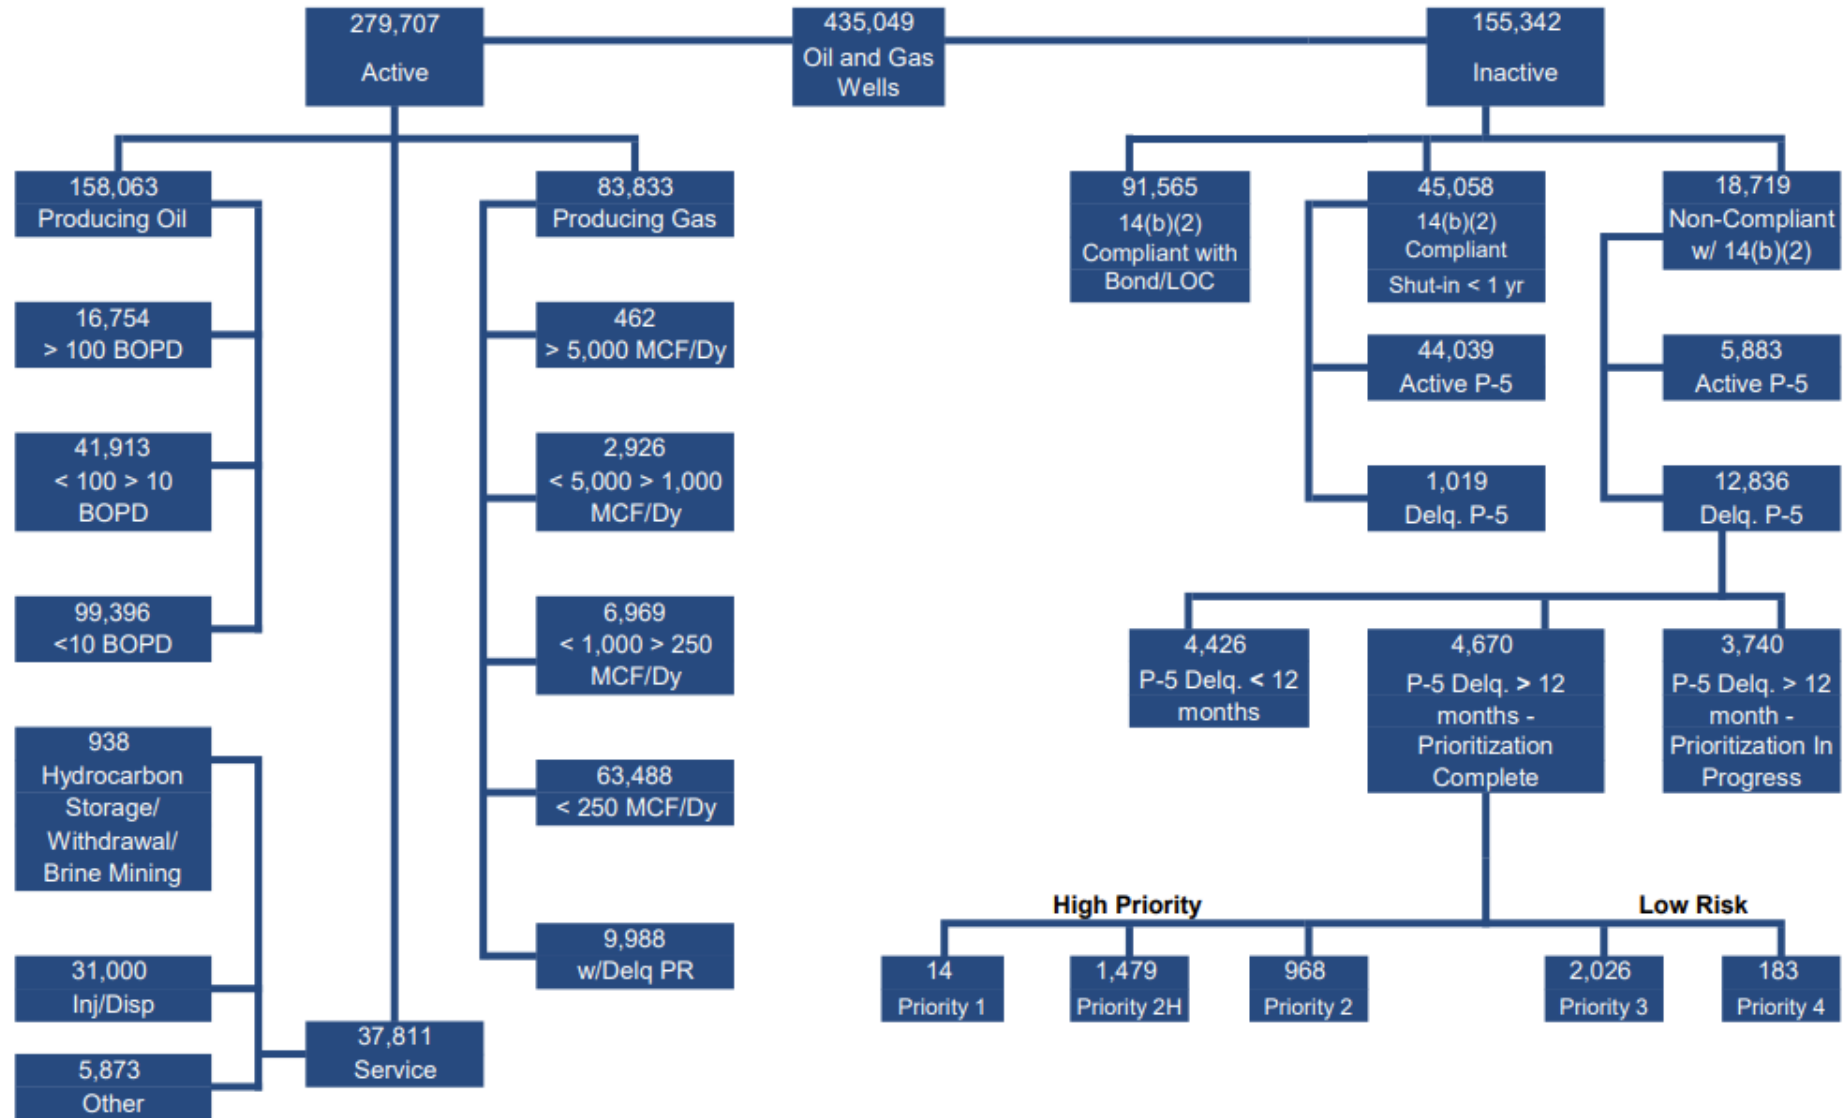 279,707
Active
435,049
Oil and Gas
Wells
155,342
Inactive
158,063
Producing Oil
16,754
> 100 BOPD
41,913
< 100 > 10
BOPD
99,396
<10 BOPD
938
Hydrocarbon
Storage/
Withdrawal/
Brine Mining
31,000
Inj/Disp
5,873
Other
37,811
Service
83,833
Producing Gas
462
> 5,000 MCF/Dy
2,926
< 5,000 > 1,000
MCF/Dy
6,969
< 1,000 > 250
MCF/Dy
63,488
< 250 MCF/Dy
9,988
w/Delq PR
91,565
14(b)(2)
Compliant with
Bond/LOC
45,058
14(b)(2)
Compliant
Shut-in < 1 yr
44,039
Active P-5
1,019
Delq. P-5
18,719
Non-Compliant
w/ 14(b)(2)
5,883
Active P-5
12,836
Delq. P-5
4,426
P-5 Delq. < 12
months
4,670
P-5 Delq. > 12
months -
Prioritization
Complete
3,740
P-5 Delq. > 12
month -
Prioritization In
Progress
High Priority
Low Risk
14
Priority 1
1,479
Priority 2H
968
Priority 2
2,026
Priority 3
183
Priority 4